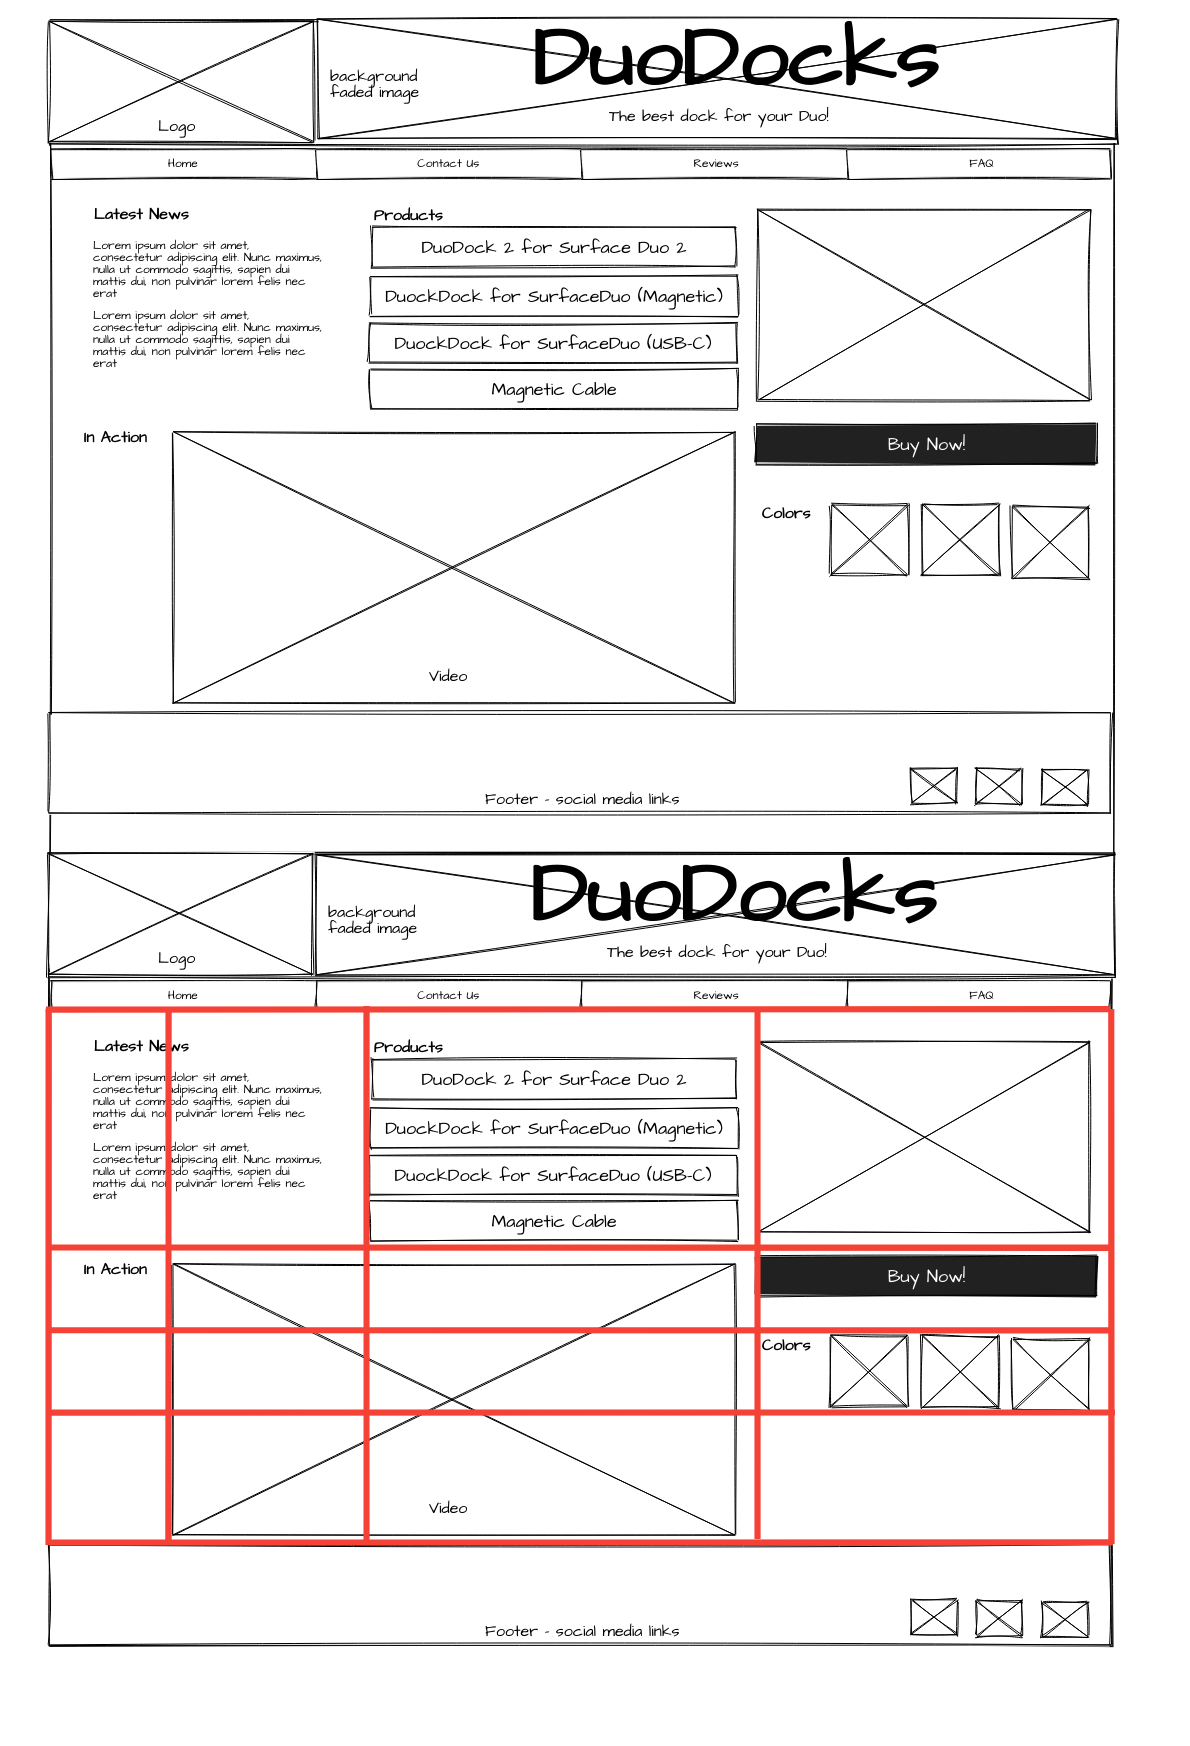 DuoDocks
background
faded image
The best dock for your Duo!
Logo
Home
Contact Us
Reviews
FAQ
Latest News
Lorem ipsum dolor sit amet,
consectetur adipiscing elit. Nunc maximus,
nulla ut commodo sagittis, sapien dui
mattis dui, non pulvinar lorem felis nec
erat
Lorem ipsum dolor sit amet,
consectetur adipiscing elit. Nunc maximus,
nulla ut commodo sagittis, sapien dui
mattis dui, non pulvinar lorem felis nec
erat
Products
DuoDock 2 for Surface Duo 2
DuockDock for SurfaceDuo (Magnetic)
DuockDock for SurfaceDuo (USB-C)
Magnetic Cable
In Action
Video
Buy Now!
Colors
Footer - social media links
DuoDocks
background
faded image
The best dock for your Duo!
Logo
Home
Contact Us
Reviews
FAQ
Latest News
Lorem ipsum dolor sit amet,
consectetur adipiscing elit. Nunc maximus,
nulla ut commodo sagittis, sapien dui
mattis dui, non pulvinar lorem felis nec
erat
Lorem ipsum dolor sit amet,
consectetur adipiscing elit. Nunc maximus,
nulla ut commodo sagittis, sapien dui
mattis dui, non pulvinar lorem felis nec
erat
Products
DuoDock 2 for Surface Duo 2
DuockDock for SurfaceDuo (Magnetic)
DuockDock for SurfaceDuo (USB-C)
Magnetic Cable
In Action
Video
Buy Now!
Colors
Footer - social media links